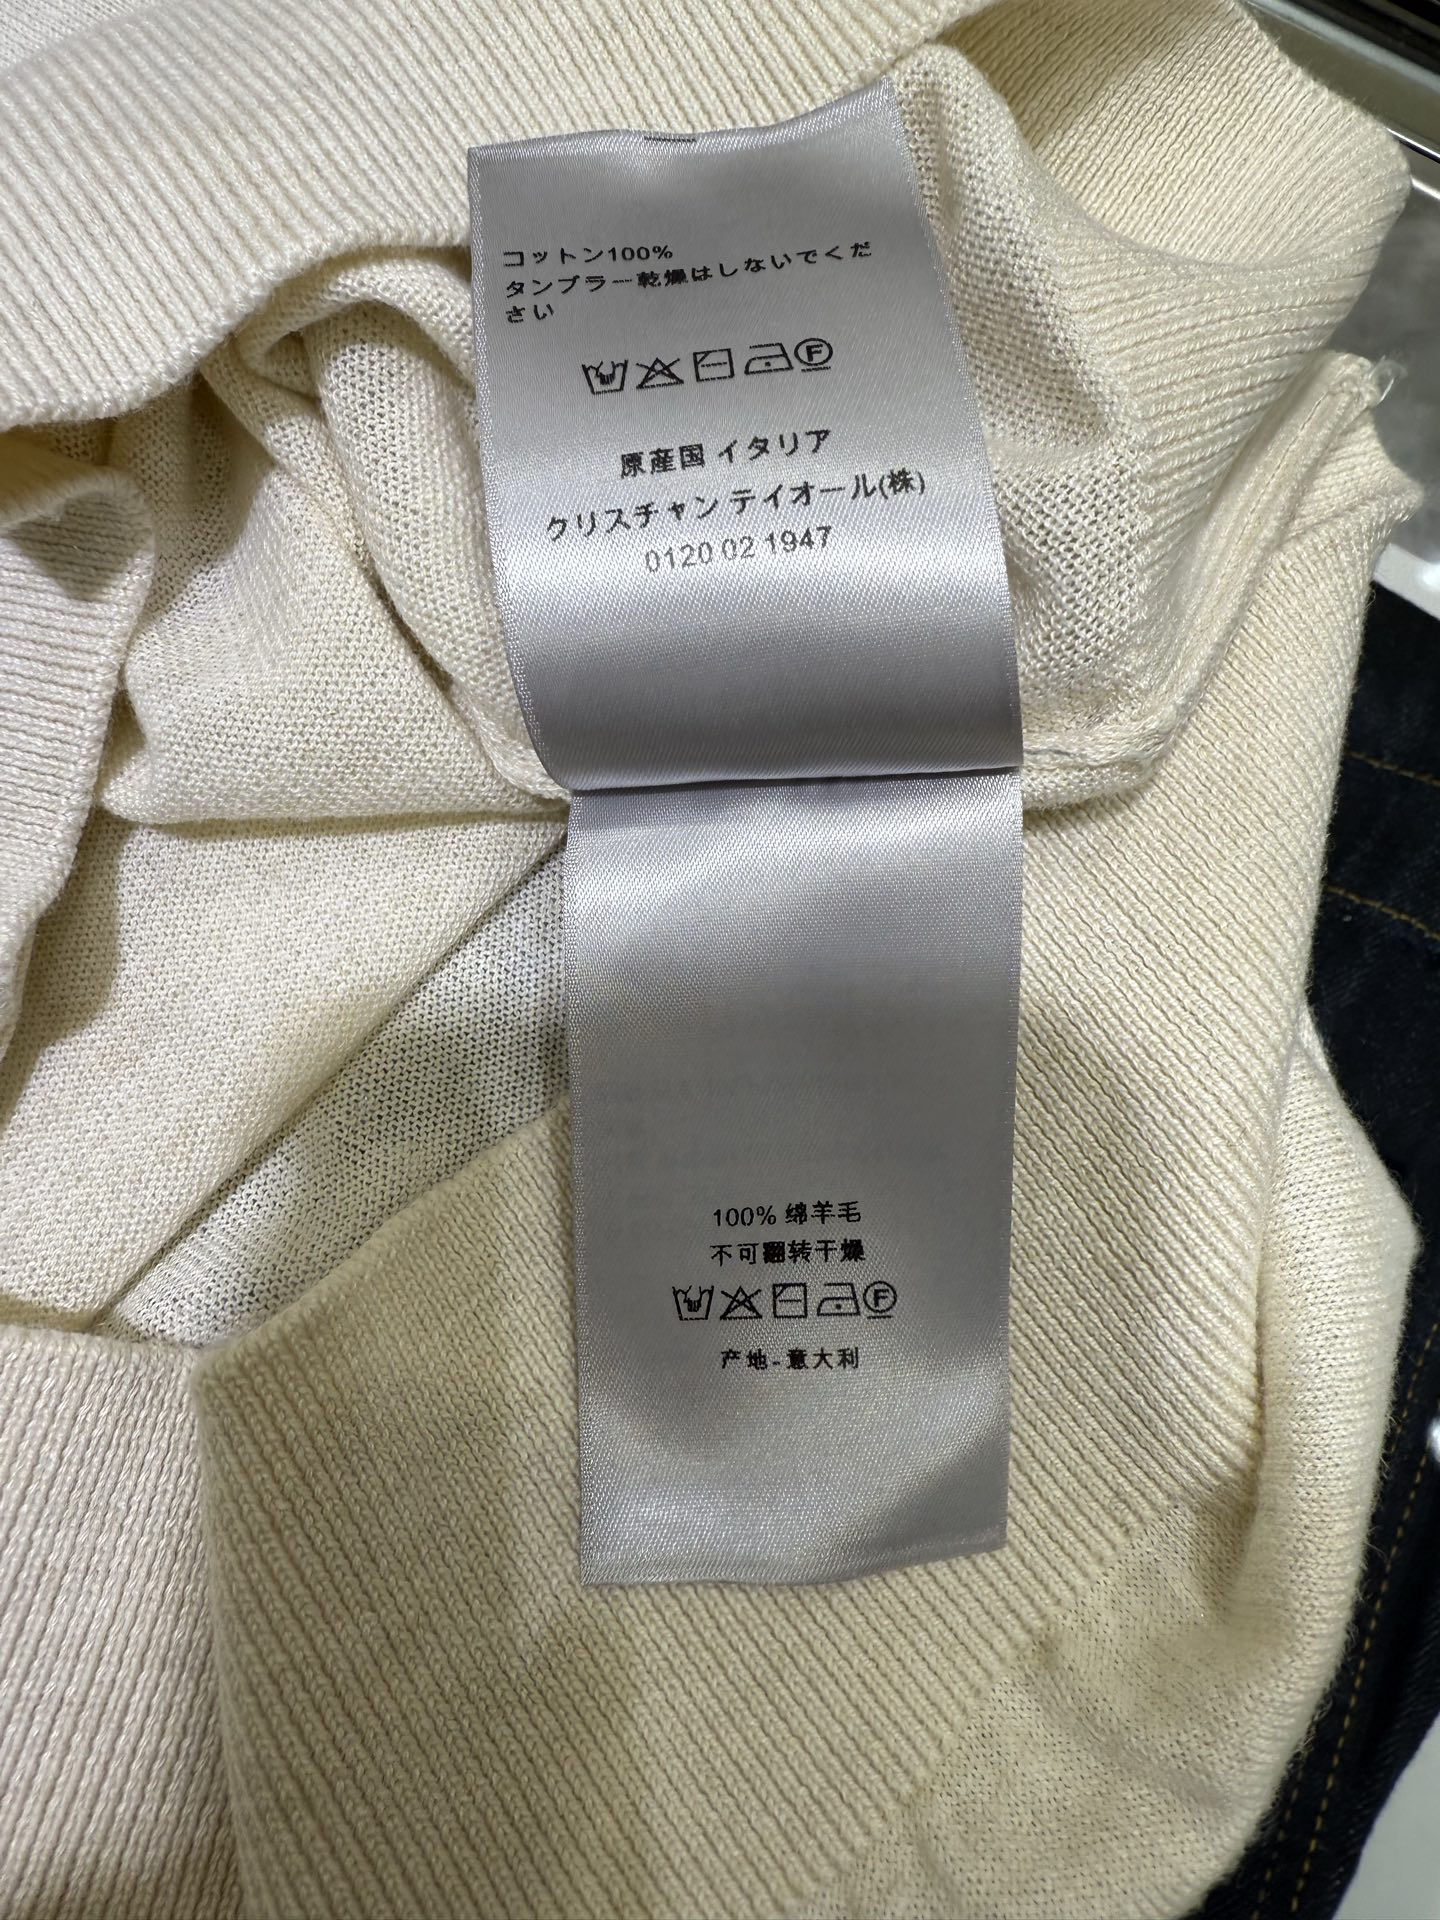 コットン100%
タンブラー乾燥はしないでくだ
さい
F
原産国 イタリア
クリスチャン デイオール(株)
0120 02 1947
100% 绵羊毛
不可翻转干燥
F
产地-意大利